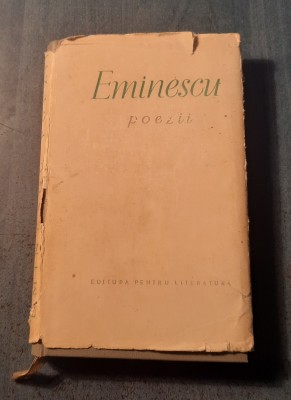 Eminescu
poezii
EDITURA PENTRU LITERATURĂ